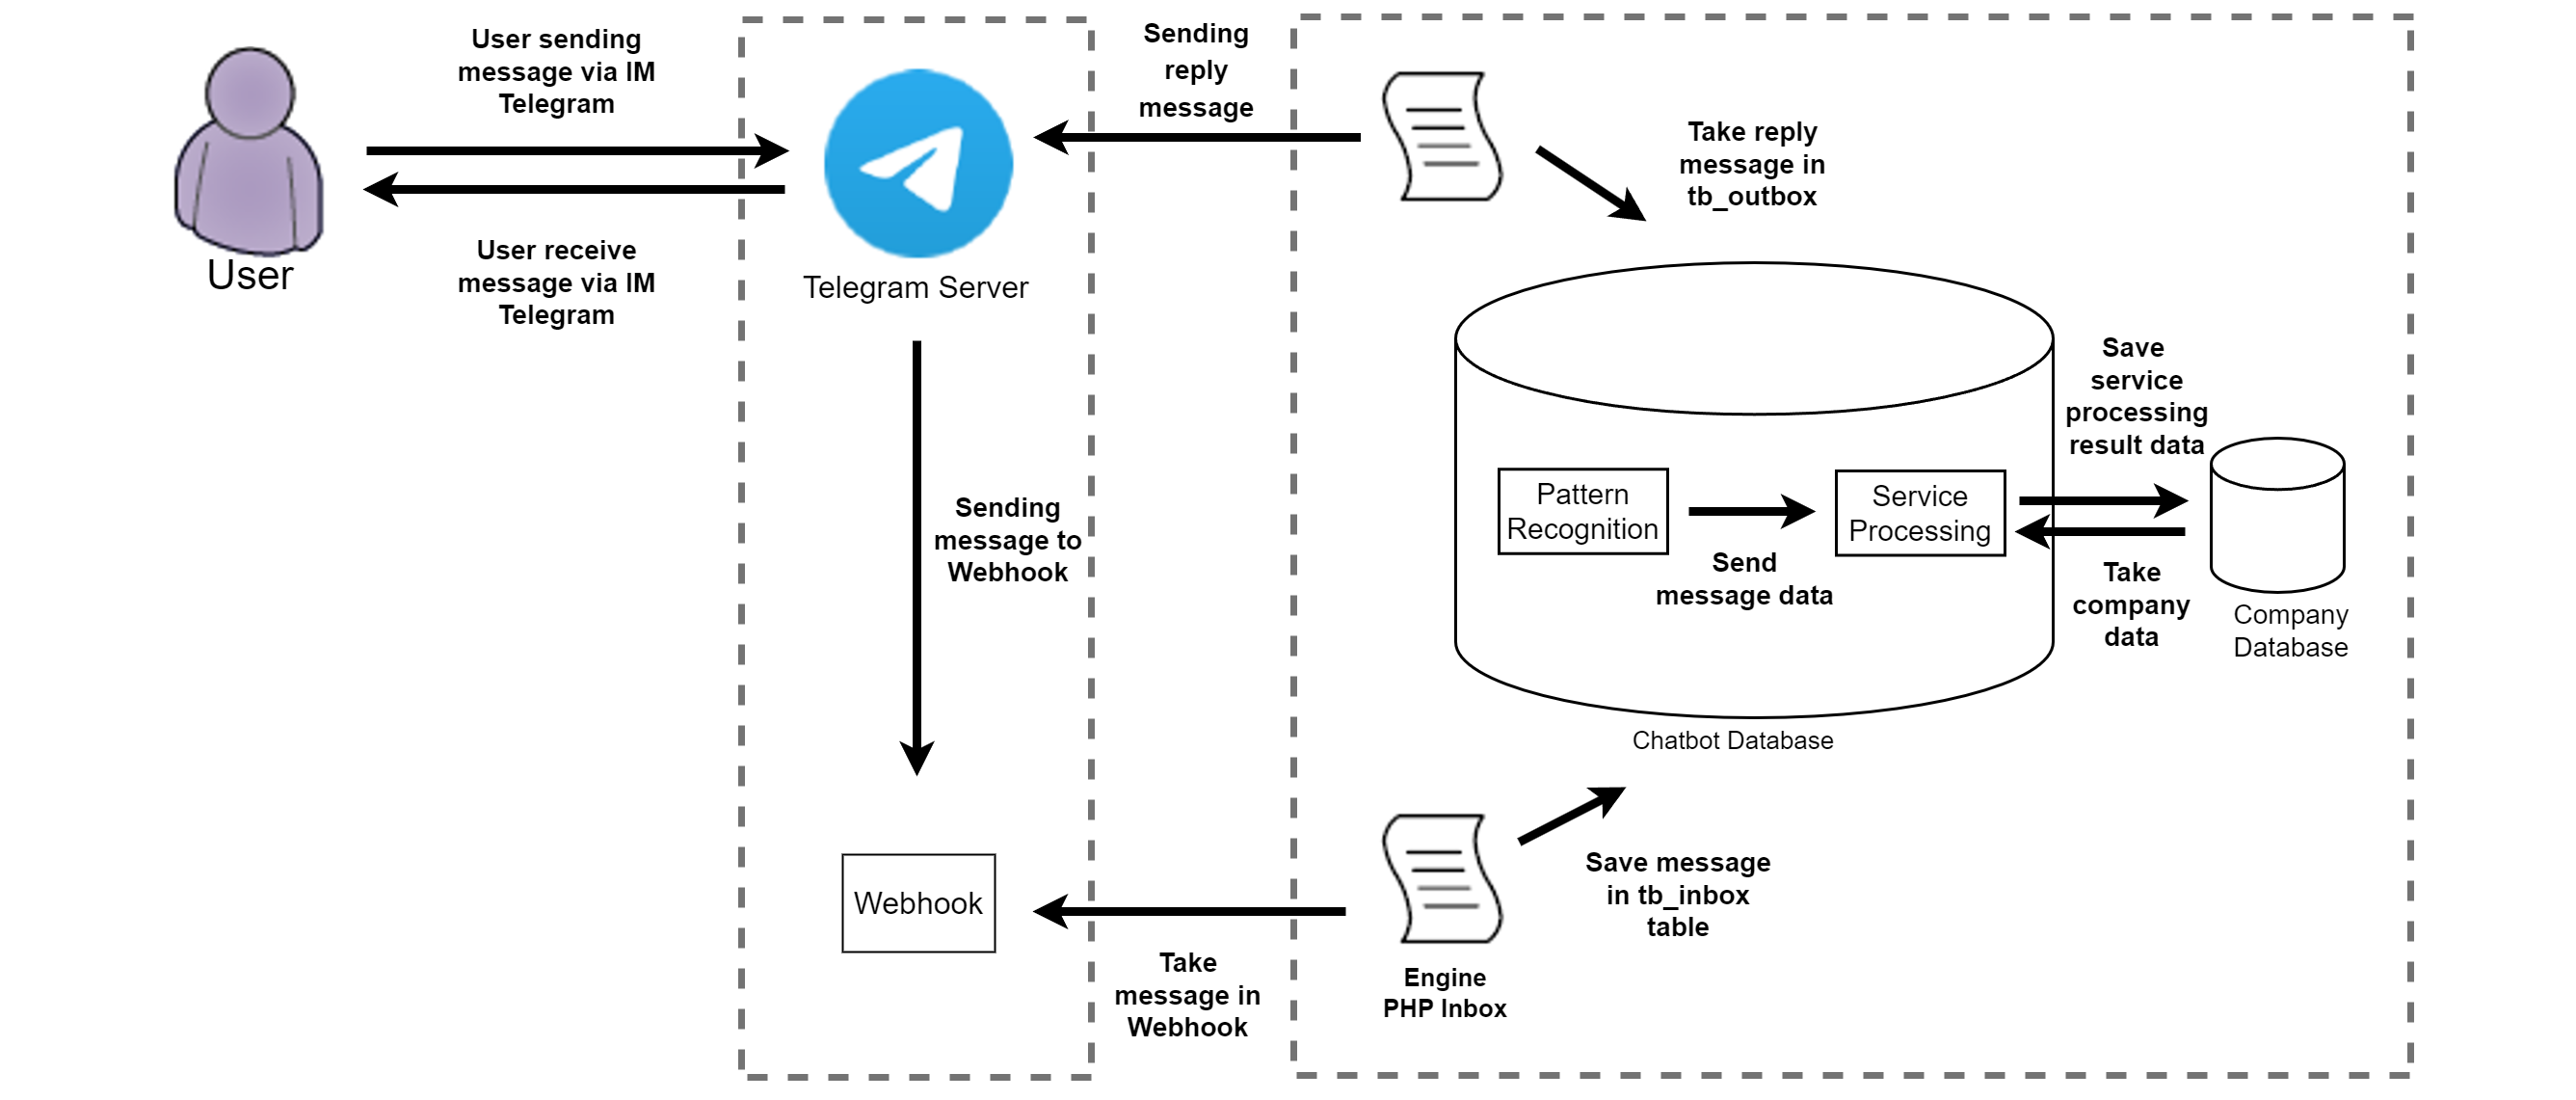 User sending
message via IM
Telegram
User
User receive
message via IM
Telegram
Telegram Server
Sending
reply
message
Take reply
message in
tb_outbox
Sending
message to
Webhook
Pattern
Recognition
Send
message data
Service
Processing
Save
service
processing
result data
Take
company
data
Company
Database
Chatbot Database
Webhook
Take
message in
Webhook
Save message
in tb_inbox
table
Engine
PHP Inbox